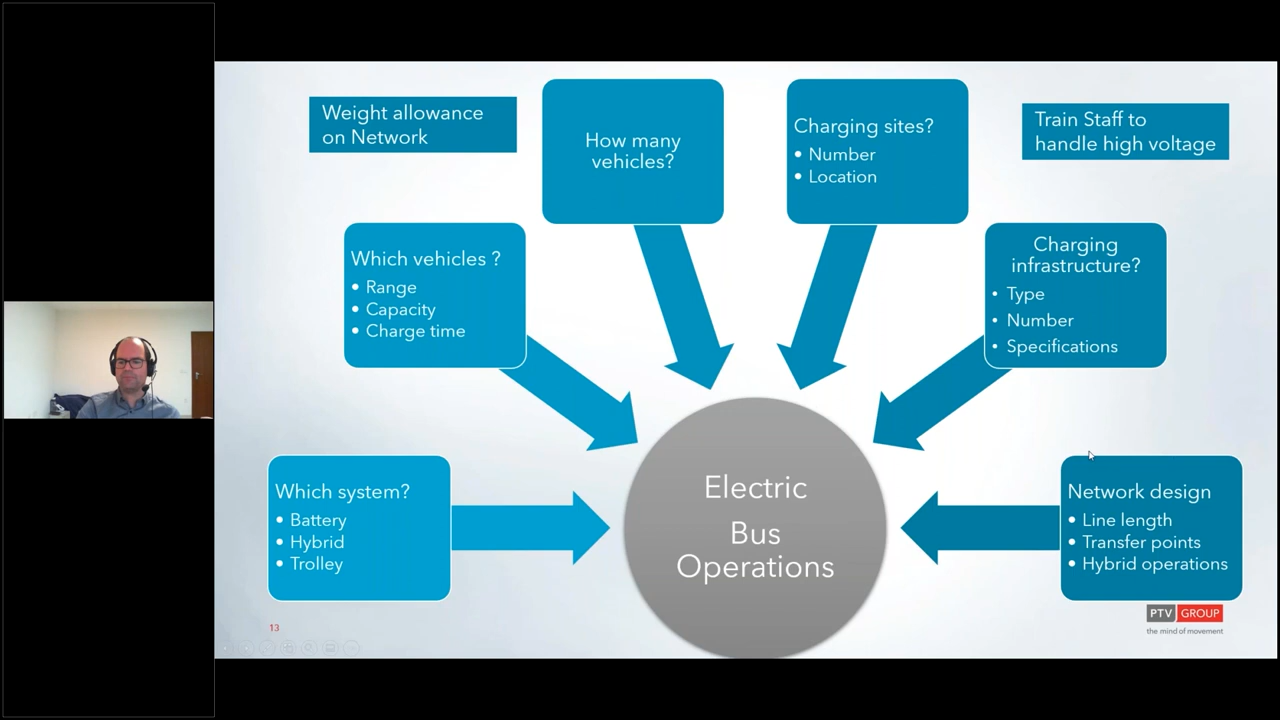 Weight allowance
on Network
How many
vehicles?
Charging sites?
• Number
• Location
Train Staff to
handle high voltage
Which vehicles ?
• Range
• Capacity
• Charge time
Charging
infrastructure?
• Type
• Number
• Specifications
Which system?
• Battery
• Hybrid
• Trolley
Electric
Bus
Operations
Network design
• Line length
• Transfer points
• Hybrid operations
13
PTV GROUP
the mind of movement